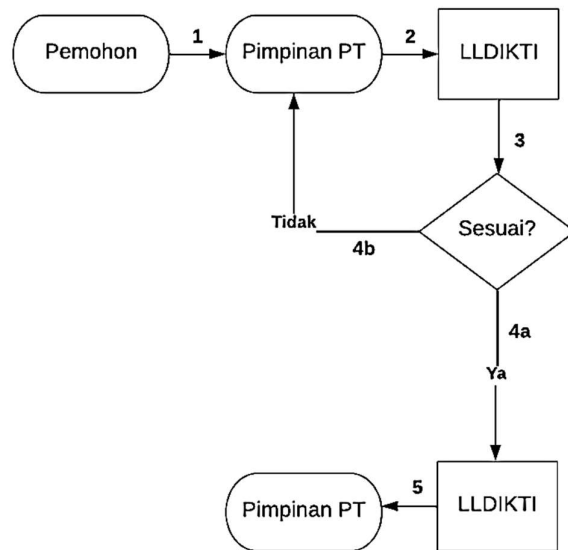 Pemohon
1
Pimpinan PT
2
LLDIKTI
3
Sesuai?
Tidak
4b
4a
Ya
Pimpinan PT
5
LLDIKTI